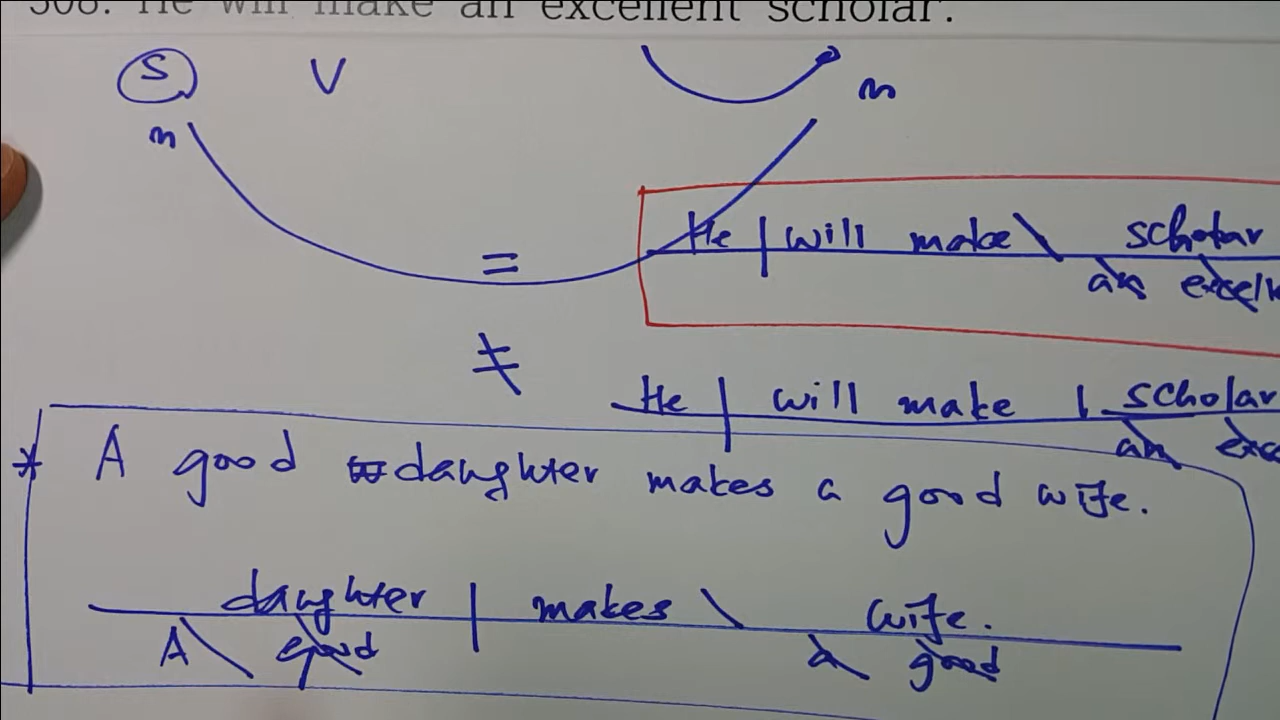 308. He will make an excellent scholar.
S V
n n
=
He will make scholar
an
≠
He will make scholar
an
* A good daughter makes a good wife.
daughter makes wife.
A good a good